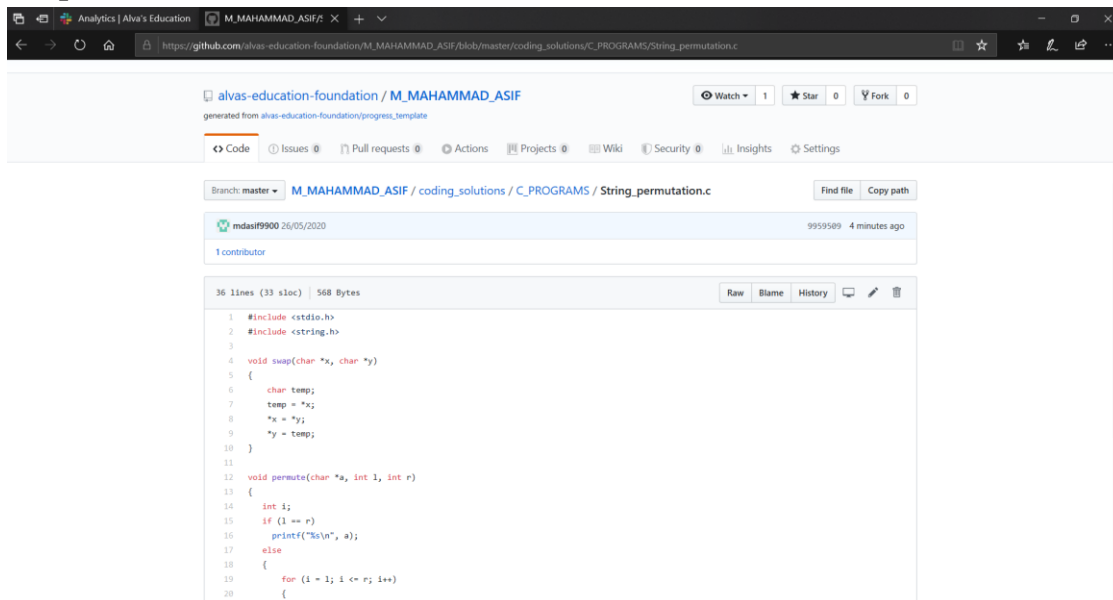 Analytics | Alva's Education
M_MAHAMMAD_ASIF/S
https://github.com/alvas-education-foundation/M_MAHAMMAD_ASIF/blob/master/coding_solutions/C_PROGRAMS/String_permutation.c
alvas-education-foundation / M_MAHAMMAD_ASIF
Watch 1 Star 0 Fork 0
generated from alvas-education-foundation/progress_template
Code Issues 0 Pull requests 0 Actions Projects 0 Wiki Security 0 Insights Settings
Branch: master M_MAHAMMAD_ASIF / coding_solutions / C_PROGRAMS / String_permutation.c Find file Copy path
mdasif9900 26/05/2020 9959509 4 minutes ago
1 contributor
36 lines (33 sloc) 568 Bytes Raw Blame History
1 #include <stdio.h>
2 #include <string.h>
3
4 void swap(char *x, char *y)
5 {
6 char temp;
7 temp = *x;
8 *x = *y;
9 *y = temp;
10 }
11
12 void permute(char *a, int l, int r)
13 {
14 int i;
15 if (l == r)
16 printf("%s\n", a);
17 else
18 {
19 for (i = l; i <= r; i++)
20 {